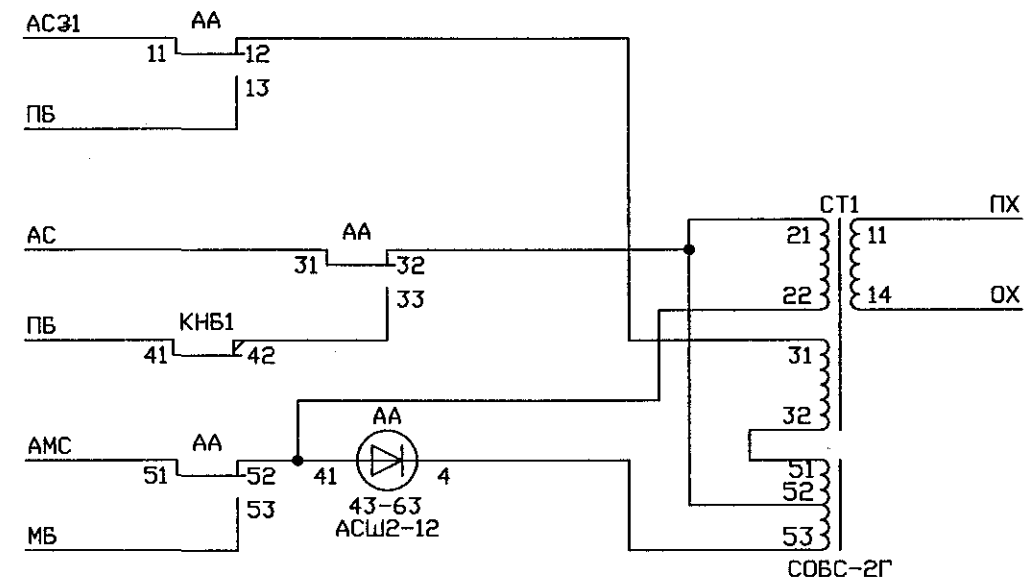 АСЭ1 АА
11 12
13
ПБ
СТ1 ПХ
АС АА 21 11
31 32
33 22 14 ОХ
ПБ КНБ1
41 42 31
32
АА
АМС АА
51 52 41 4 51
53 43-63 52
АСШ2-12
МБ 53
СОБС-2Г